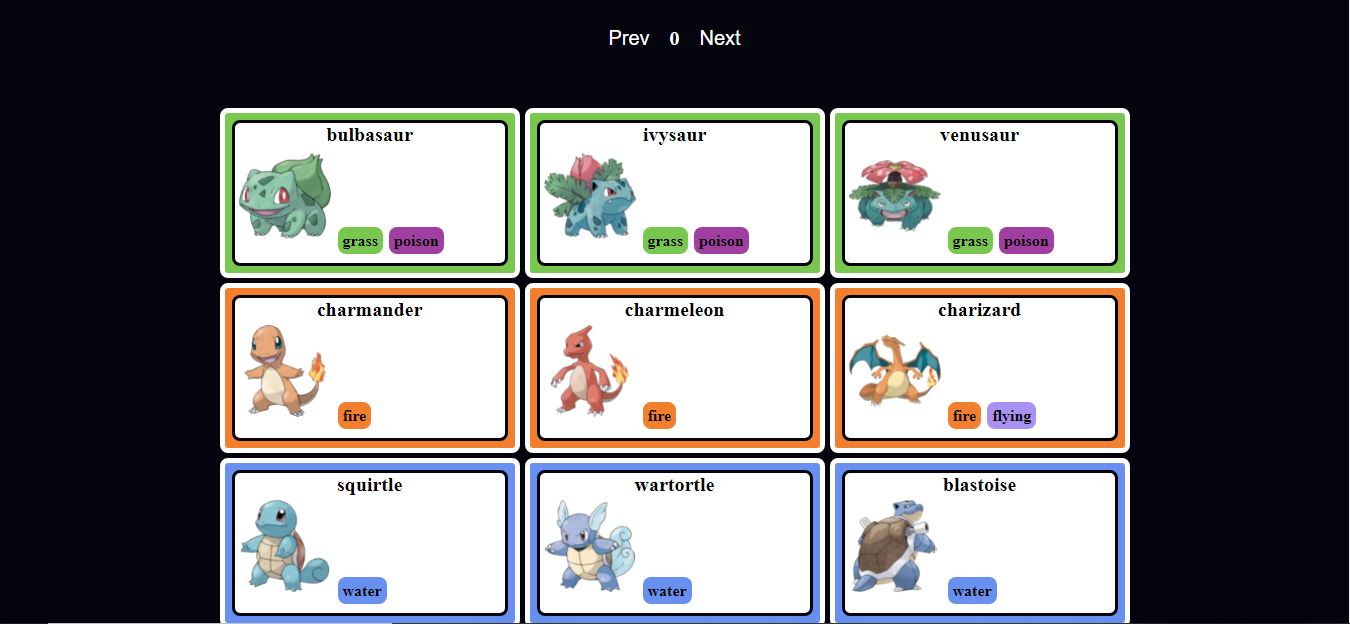 Prev 0 Next
bulbasaur ivysaur venusaur
grass poison grass poison grass poison
charmander charmeleon charizard
fire fire fire flying
squirtle wartortle blastoise
water water water